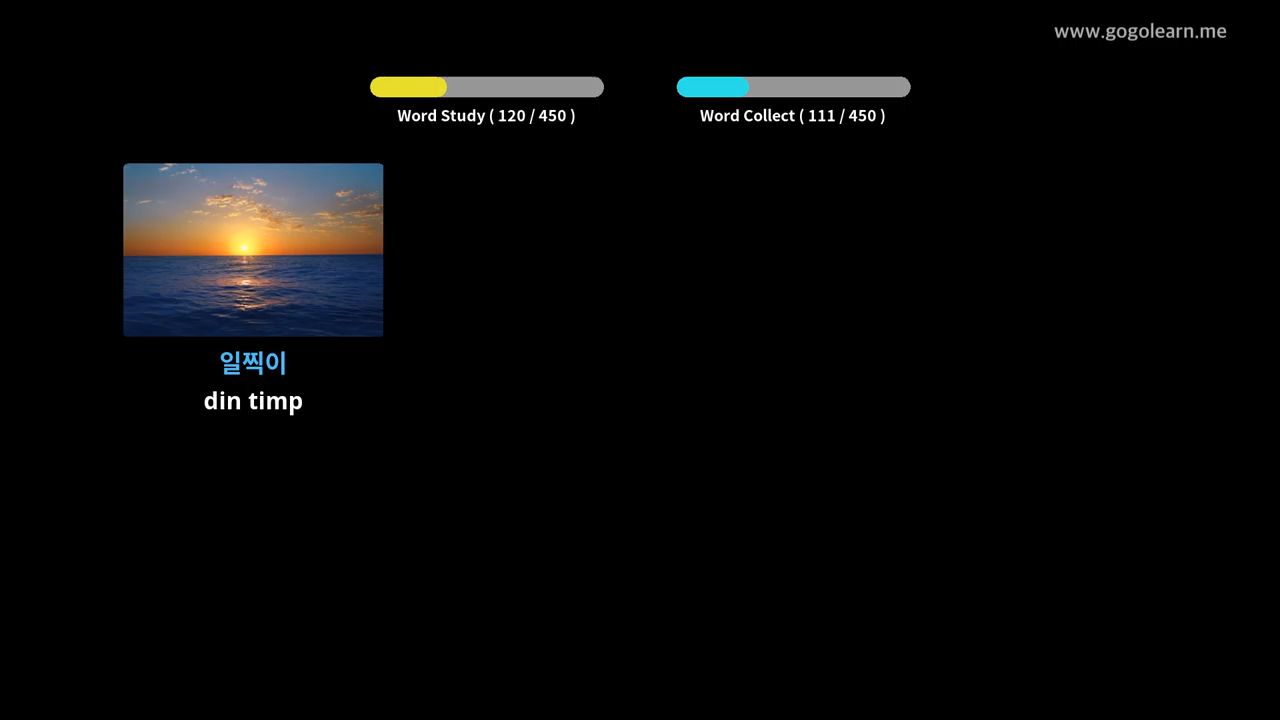 www.gogolearn.me
Word Study ( 120 / 450 )
Word Collect ( 111 / 450 )
일찍이
din timp